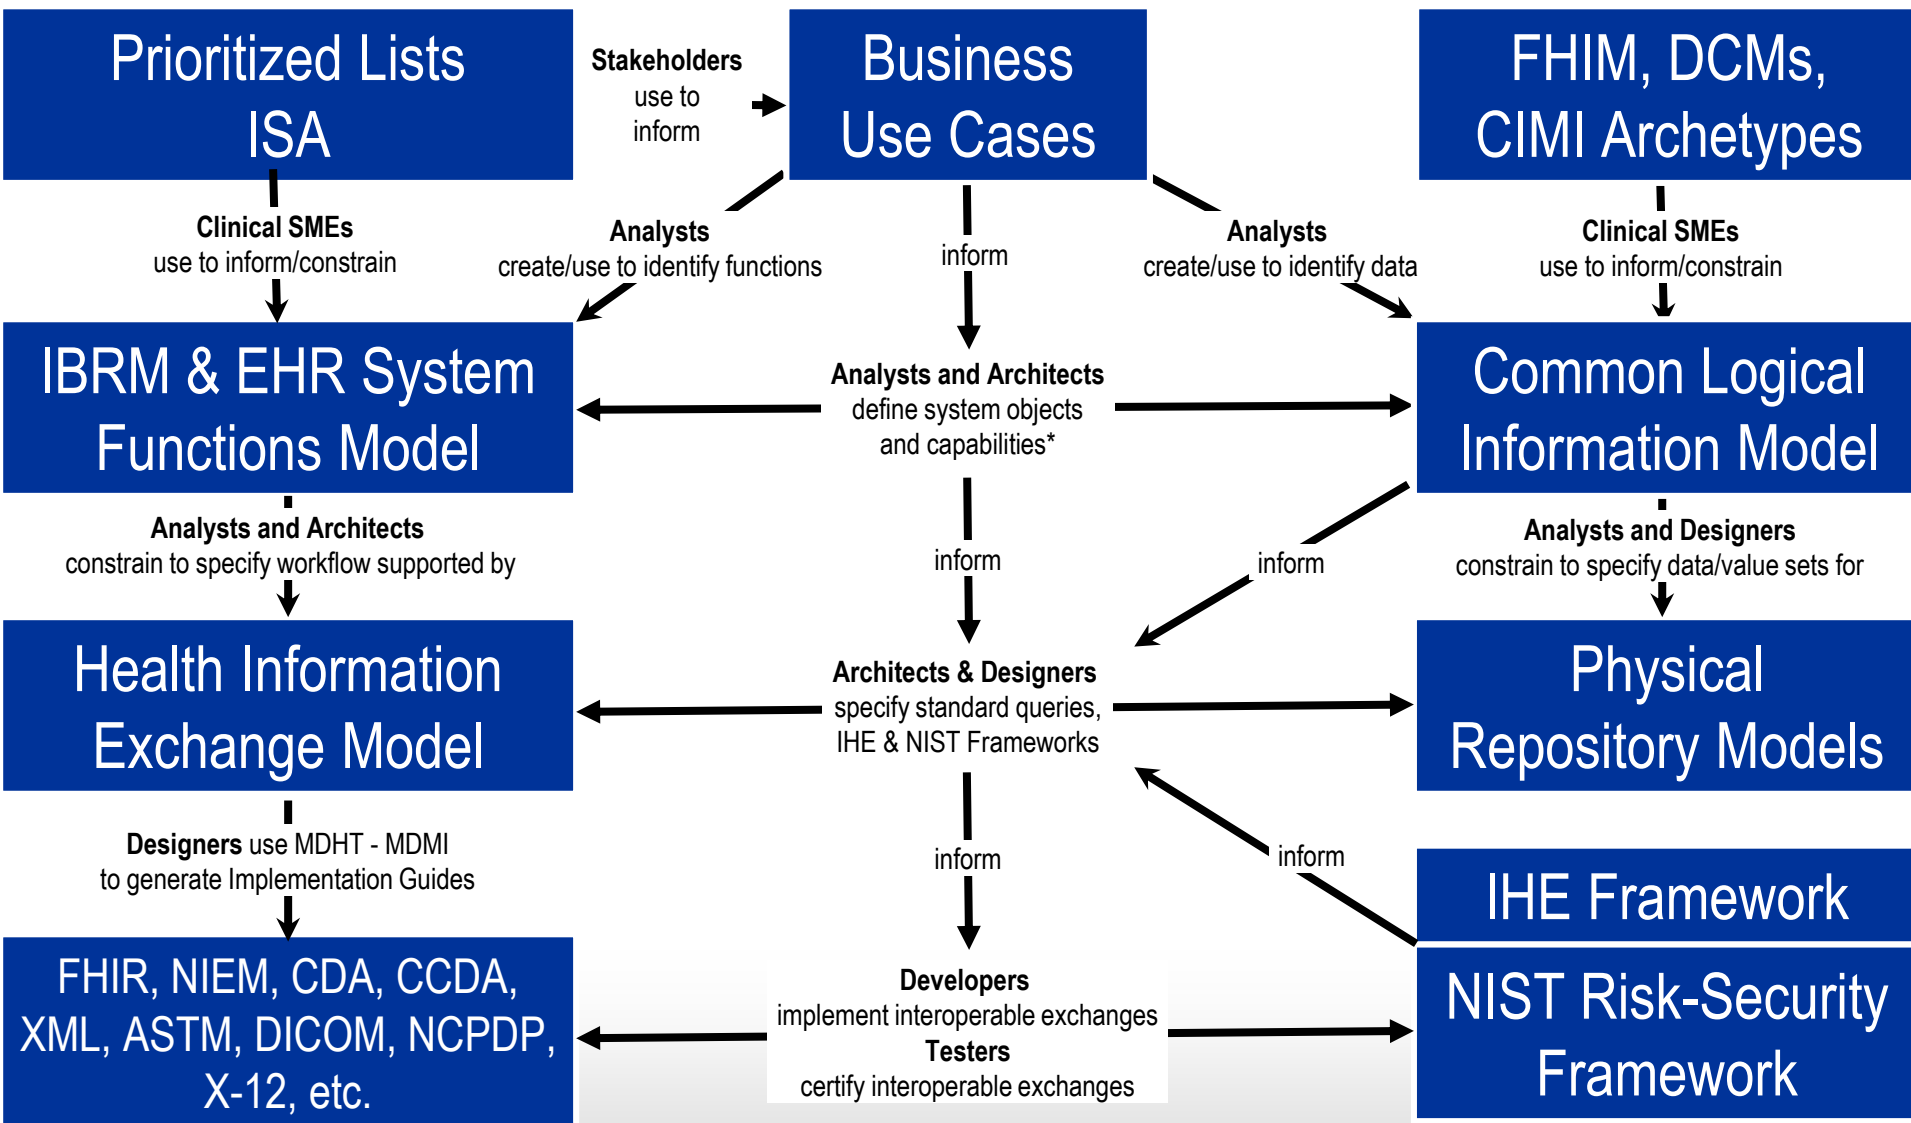 Prioritized Lists
ISA
Stakeholders
use to
inform
Business
Use Cases
FHIM, DCMs,
CIMI Archetypes
Clinical SMEs
use to inform/constrain
Analysts
create/use to identify functions
inform
Analysts
create/use to identify data
Clinical SMEs
use to inform/constrain
IBRM & EHR System
Functions Model
Analysts and Architects
define system objects
and capabilities*
Common Logical
Information Model
Analysts and Architects
constrain to specify workflow supported by
inform
inform
Analysts and Designers
constrain to specify data/value sets for
Health Information
Exchange Model
Architects & Designers
specify standard queries,
IHE & NIST Frameworks
Physical
Repository Models
Designers use MDHT - MDMI
to generate Implementation Guides
inform
inform
IHE Framework
FHIR, NIEM, CDA, CCDA,
XML, ASTM, DICOM, NCPDP,
X-12, etc.
Developers
implement interoperable exchanges
Testers
certify interoperable exchanges
NIST Risk-Security
Framework